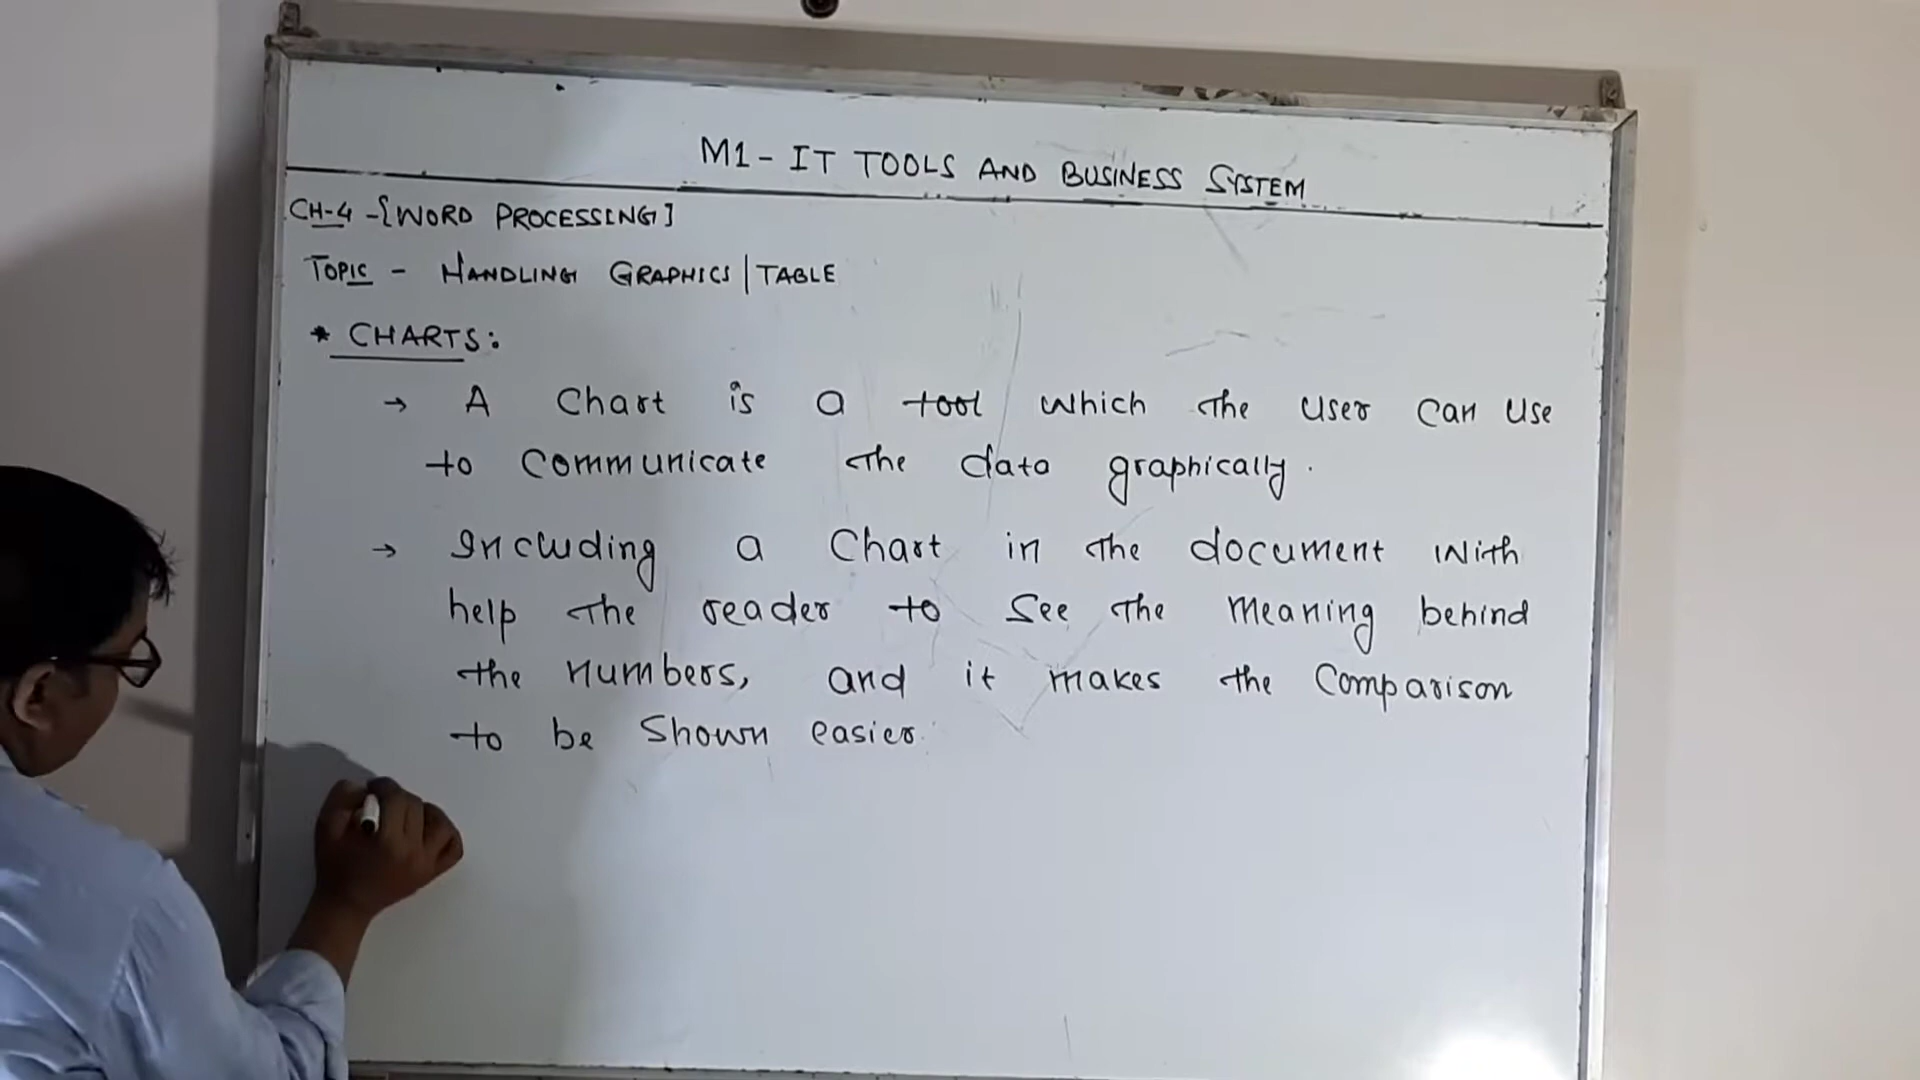 M1 - IT TOOLS AND BUSINESS SYSTEM
CH-4 - [WORD PROCESSING]
TOPIC - HANDLING GRAPHICS | TABLE
* CHARTS:
→ A Chart is a tool which the user can use
to communicate the data graphically.
→ Including a Chart in the document with
help the reader to See the meaning behind
the numbers, and it makes the Comparison
to be Shown easier.